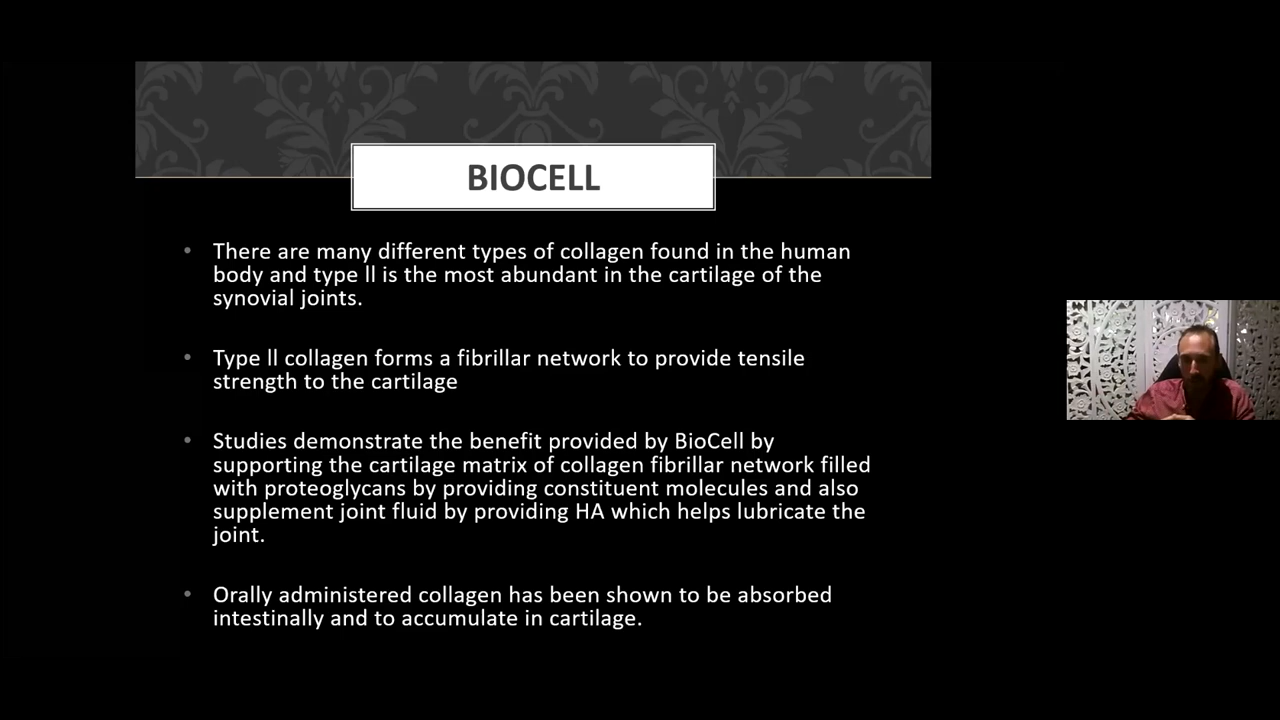 BIOCELL
There are many different types of collagen found in the human
body and type ll is the most abundant in the cartilage of the
synovial joints.
Type ll collagen forms a fibrillar network to provide tensile
strength to the cartilage
Studies demonstrate the benefit provided by BioCell by
supporting the cartilage matrix of collagen fibrillar network filled
with proteoglycans by providing constituent molecules and also
supplement joint fluid by providing HA which helps lubricate the
joint.
Orally administered collagen has been shown to be absorbed
intestinally and to accumulate in cartilage.